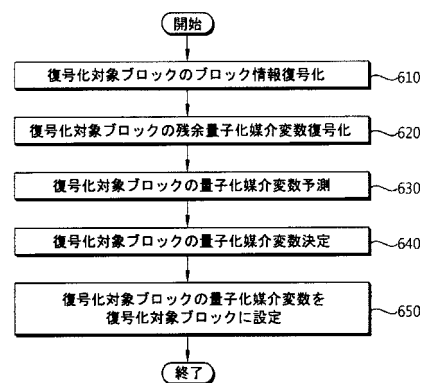 開始
復号化対象ブロックのブロック情報復号化
610
復号化対象ブロックの残余量子化媒介変数復号化
620
復号化対象ブロックの量子化媒介変数予測
630
復号化対象ブロックの量子化媒介変数決定
640
復号化対象ブロックの量子化媒介変数を
復号化対象ブロックに設定
650
終了